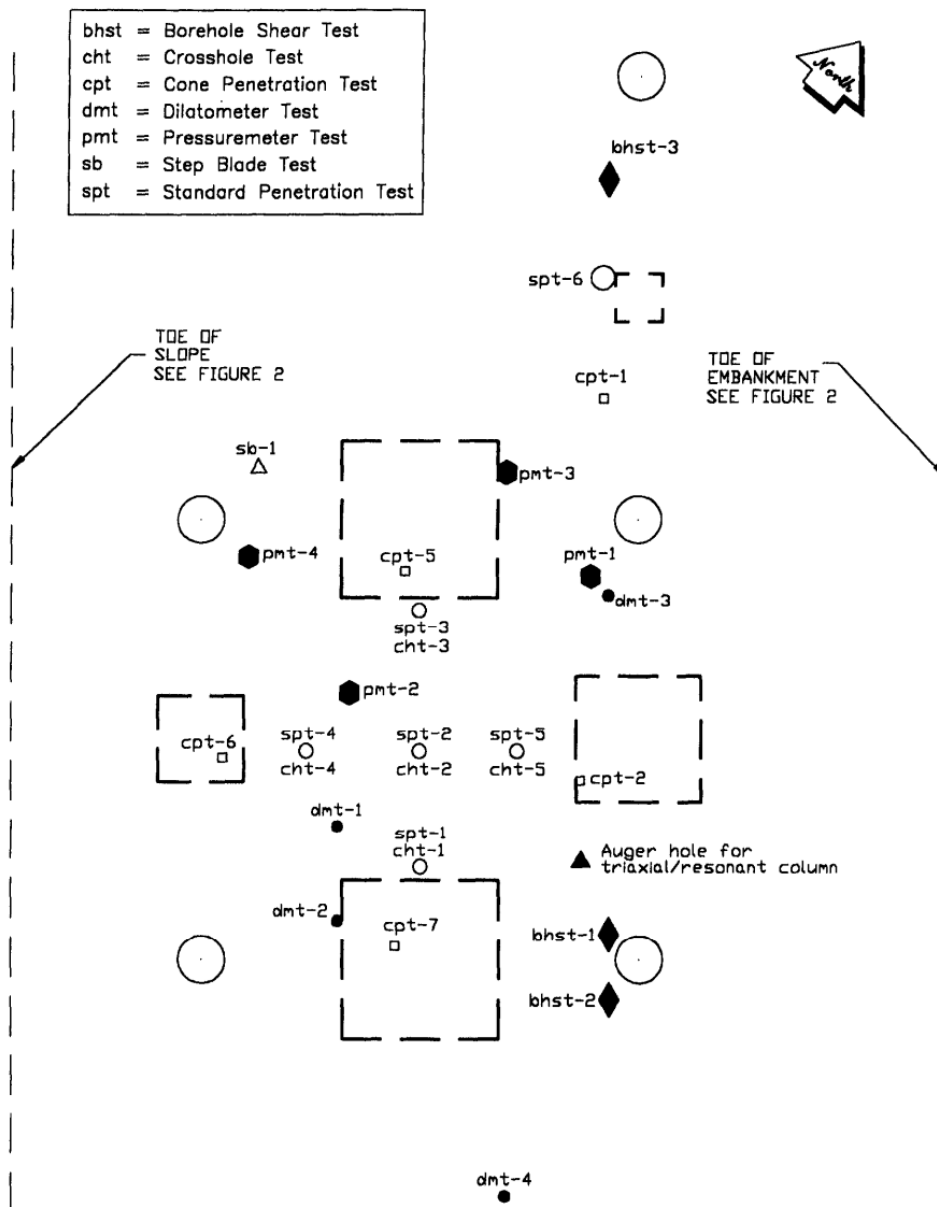 bhst = Borehole Shear Test
cht = Crosshole Test
cpt = Cone Penetration Test
dmt = Dilatometer Test
pmt = Pressuremeter Test
sb = Step Blade Test
spt = Standard Penetration Test
North
bhst-3
spt-6
TOE OF
SLOPE
SEE FIGURE 2
TOE OF
EMBANKMENT
SEE FIGURE 2
cpt-1
sb-1
pmt-3
pmt-4
cpt-5
pmt-1
dmt-3
spt-3
cht-3
pmt-2
cpt-6
spt-4
cht-4
spt-2
cht-2
spt-5
cht-5
cpt-2
dmt-1
spt-1
cht-1
Auger hole for
triaxial/resonant column
dmt-2
cpt-7
bhst-1
bhst-2
dmt-4